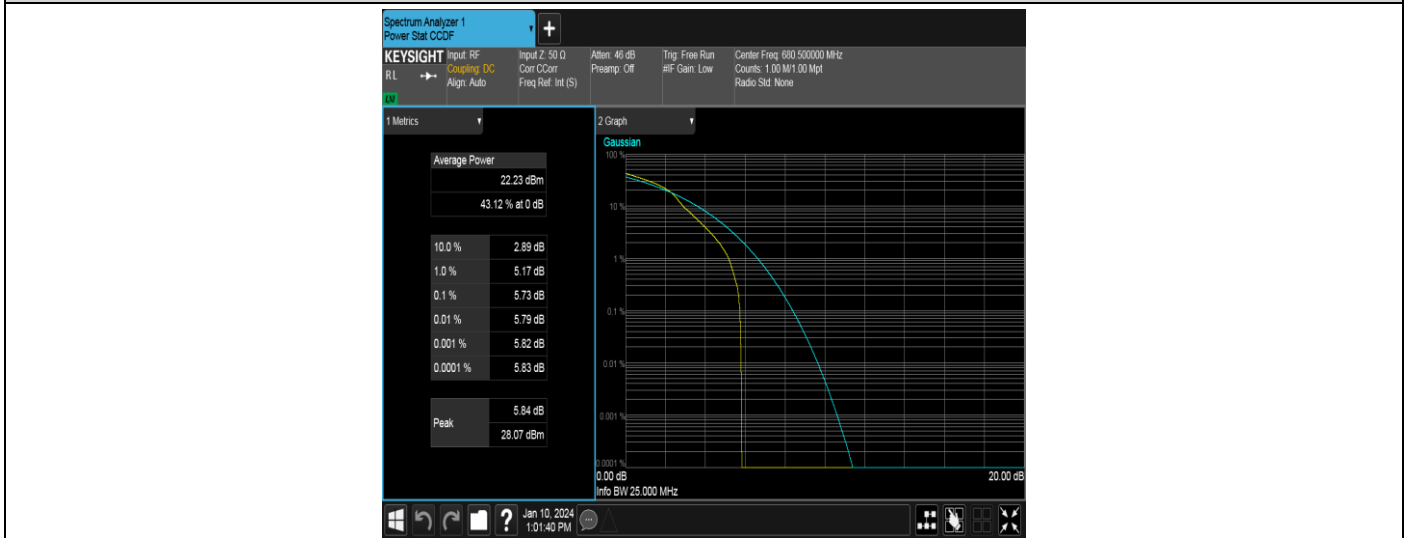 Spectrum Analyzer 1
Power Stat CCDF
+
KEYSIGHT Input: RF Input Z: 50 Ω Atten: 46 dB Trig: Free Run Center Freq: 680.500000 MHz
RL Coupling: DC Corr CCorr Preamp: Off #IF Gain: Low Counts: 1.00 M/1.00 Mpt
Align: Auto Freq Ref: Int (S) Radio Std: None
1 Metrics
Average Power
22.23 dBm
43.12 % at 0 dB
10.0 % 2.89 dB
1.0 % 5.17 dB
0.1 % 5.73 dB
0.01 % 5.79 dB
0.001 % 5.82 dB
0.0001 % 5.83 dB
Peak 5.84 dB
28.07 dBm
2 Graph
Gaussian
100 %
10 %
1 %
0.1 %
0.01 %
0.001 %
0.0001 %
0.00 dB 20.00 dB
Info BW 25.000 MHz
? Jan 10, 2024
1:01:40 PM